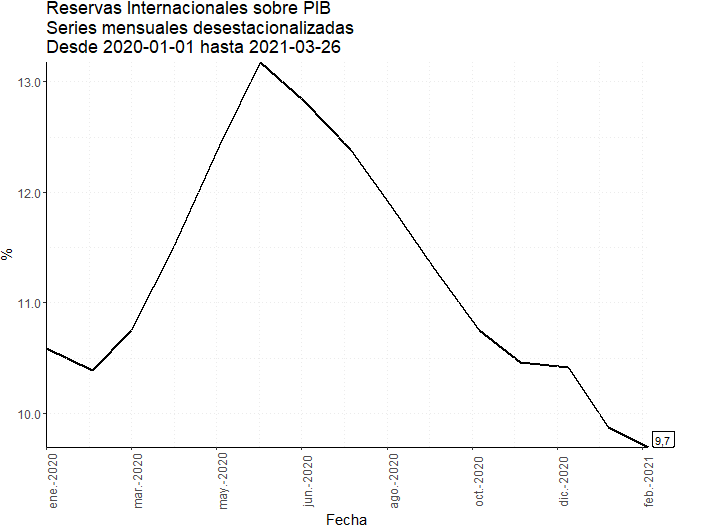 Reservas Internacionales sobre PIB
Series mensuales desestacionalizadas
Desde 2020-01-01 hasta 2021-03-26
13.0
12.0
11.0
10.0
%
9,7
ene.-2020
mar.-2020
may.-2020
jun.-2020
ago.-2020
oct.-2020
dic.-2020
feb.-2021
Fecha